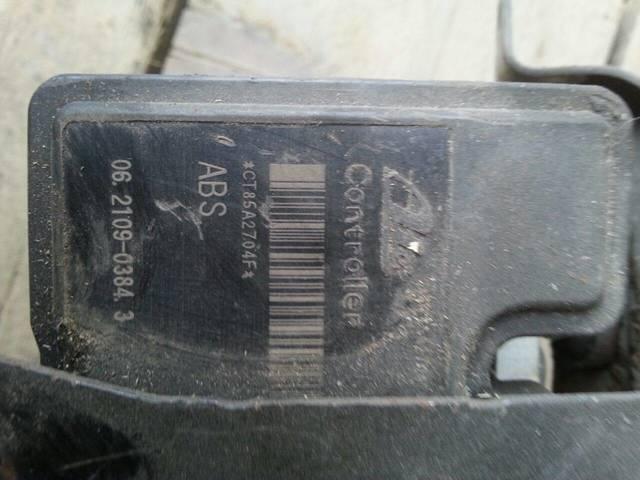 Ate
Controller
*CT85A2704F*
ABS
06.2109-0384.3